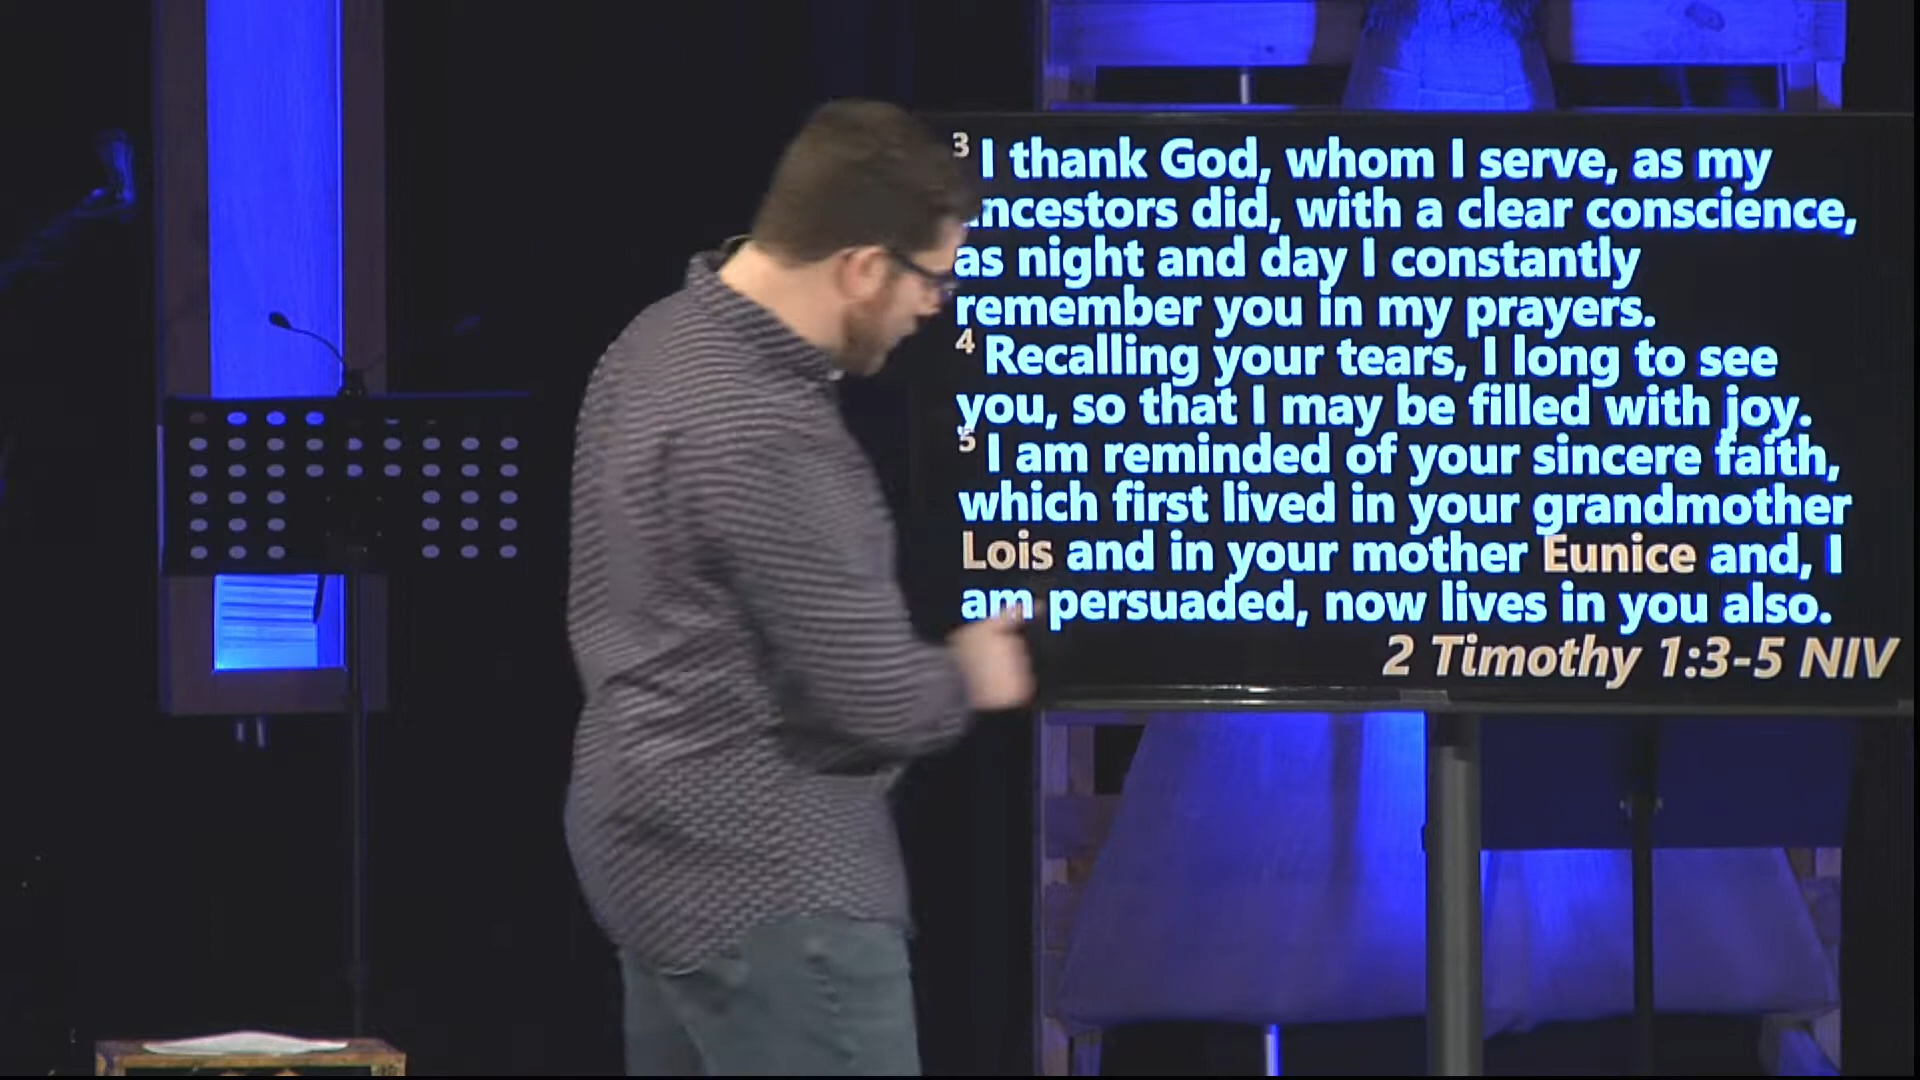 3 I thank God, whom I serve, as my
ancestors did, with a clear conscience,
as night and day I constantly
remember you in my prayers.
4 Recalling your tears, I long to see
you, so that I may be filled with joy.
5 I am reminded of your sincere faith,
which first lived in your grandmother
Lois and in your mother Eunice and, I
am persuaded, now lives in you also.
2 Timothy 1:3-5 NIV